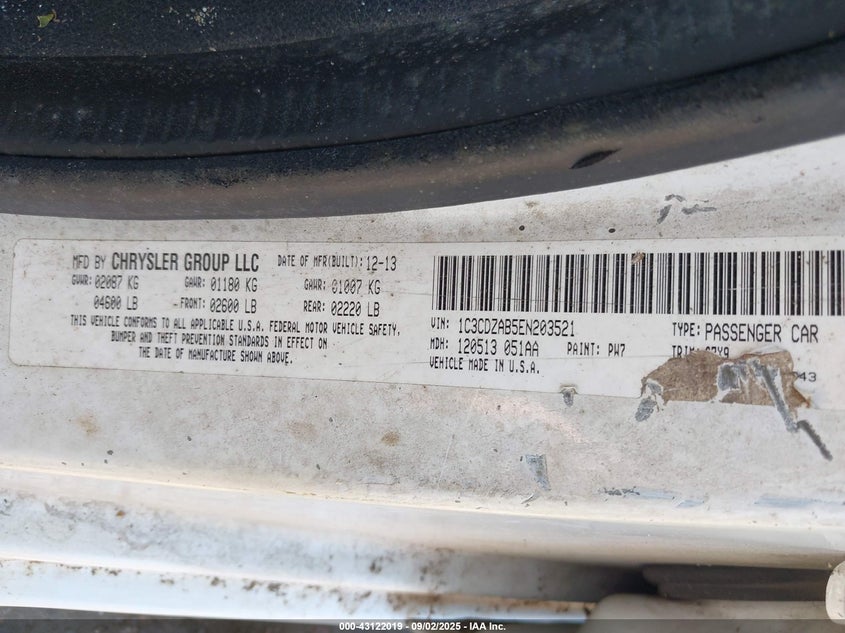 MFD BY CHRYSLER GROUP LLC DATE OF MFR(BUILT): 12-13
GVWR: 02087 KG GAWR: 01180 KG GAWR: 01007 KG
04600 LB -FRONT: 02600 LB REAR: 02220 LB
THIS VEHICLE CONFORMS TO ALL APPLICABLE U.S.A. FEDERAL MOTOR VEHICLE SAFETY,
BUMPER AND THEFT PREVENTION STANDARDS IN EFFECT ON
THE DATE OF MANUFACTURE SHOWN ABOVE.
VIN: 1C3CDZAB5EN203521 TYPE: PASSENGER CAR
MDH: 120513 051AA PAINT: PW7 TRIM:
VEHICLE MADE IN U.S.A.
000-43122019 - 09/02/2025 - IAA Inc.